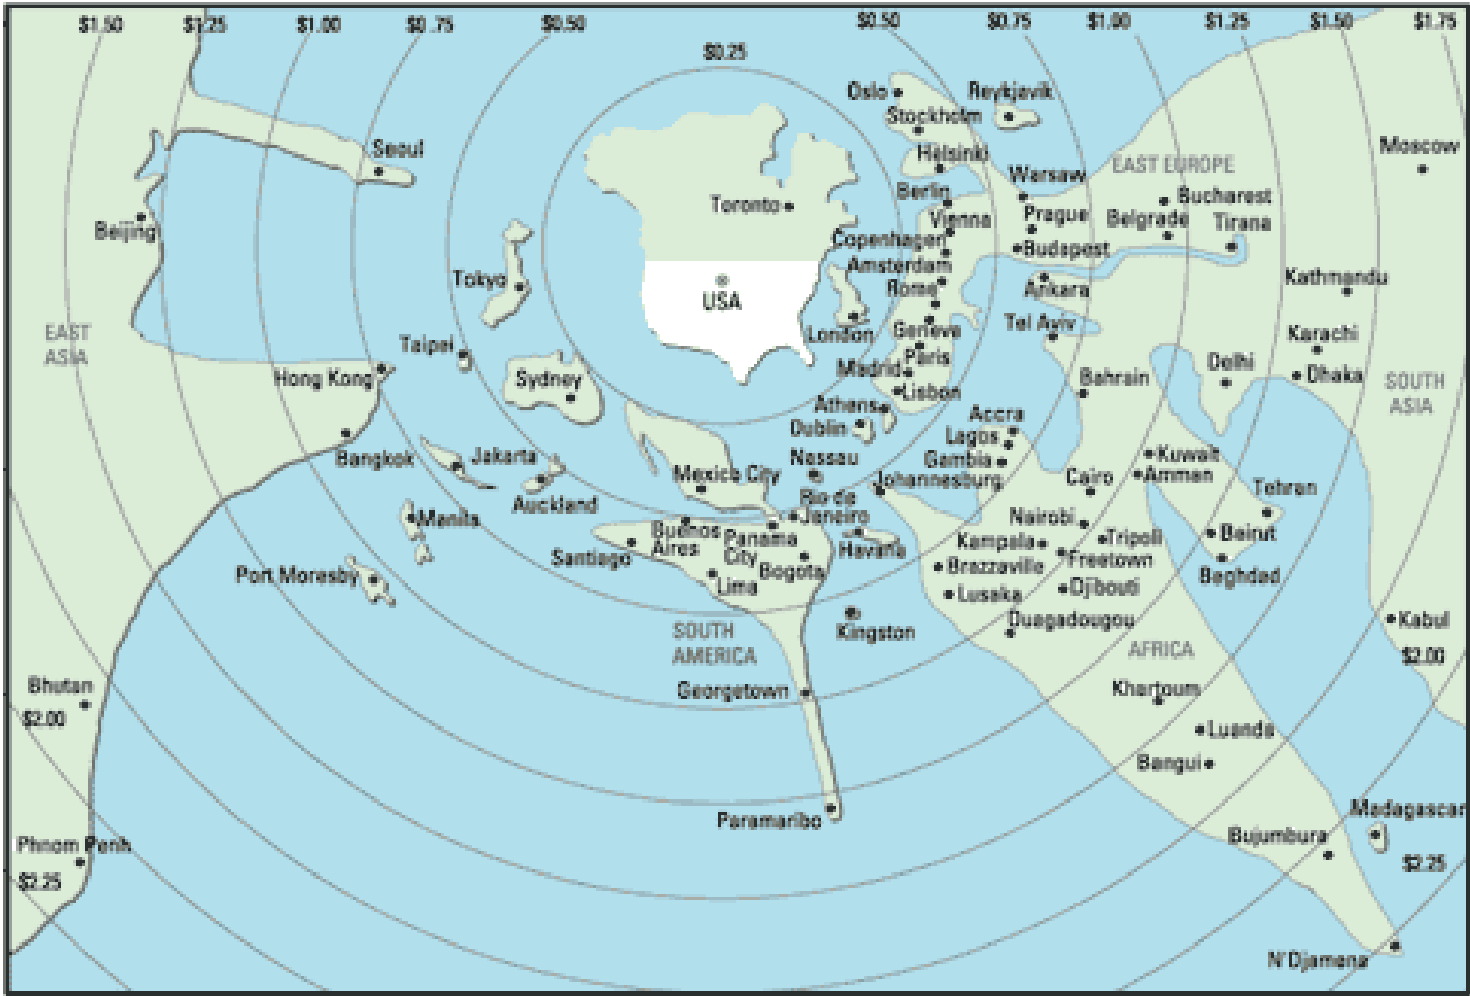 $1.50
$1.25
$1.00
$0.75
$0.50
$0.25
$0.50
$0.75
$1.00
$1.25
$1.50
$1.75
Oslo
Reykjavik
Stockholm
Seoul
Helsinki
EAST EUROPE
Moscow
Warsaw
Berlin
Bucharest
Toronto
Vienna
Prague
Belgrade
Tirana
Beijing
Copenhagen
Budapest
Amsterdam
Tokyo
Rome
Ankara
Kathmandu
USA
EAST
ASIA
London
Geneva
Tel Aviv
Karachi
Taipei
Paris
Delhi
Hong Kong
Sydney
Madrid
Bahrain
Dhaka
SOUTH
ASIA
Lisbon
Athens
Accra
Dublin
Lagos
Bangkok
Jakarta
Nassau
Gambia
Kuwait
Mexico City
Johannesburg
Cairo
Amman
Tehran
Auckland
Rio de
Janeiro
Manila
Nairobi
Buenos
Aires
Panama
City
Havana
Kampala
Tripoli
Beirut
Santiago
Freetown
Port Moresby
Bogota
Brazzaville
Beghdad
Lima
Lusaka
Djibouti
Ouagadougou
Kabul
SOUTH
AMERICA
Kingston
AFRICA
$2.00
Bhutan
Georgetown
Khartoum
$2.00
Luanda
Bangui
Paramaribo
Madagascar
Phnom Penh
Bujumbura
$2.25
$2.25
N'Djamena